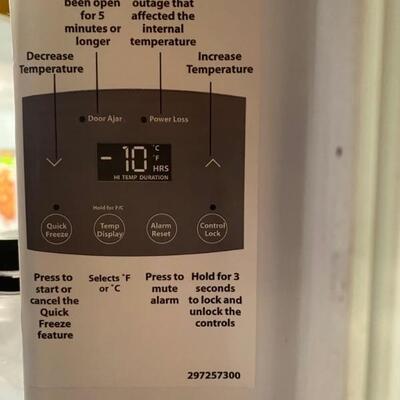 been open
for 5
minutes or
longer
outage that
affected the
internal
temperature
Decrease
Temperature
Increase
Temperature
Door Ajar
Power Loss
-10
°C
°F
HRS
HI TEMP DURATION
Hold for F/C
Quick
Freeze
Temp
Display
Alarm
Reset
Control
Lock
Press to
start or
cancel the
Quick
Freeze
feature
Selects °F
or °C
Press to
mute
alarm
Hold for 3
seconds
to lock and
unlock the
controls
297257300